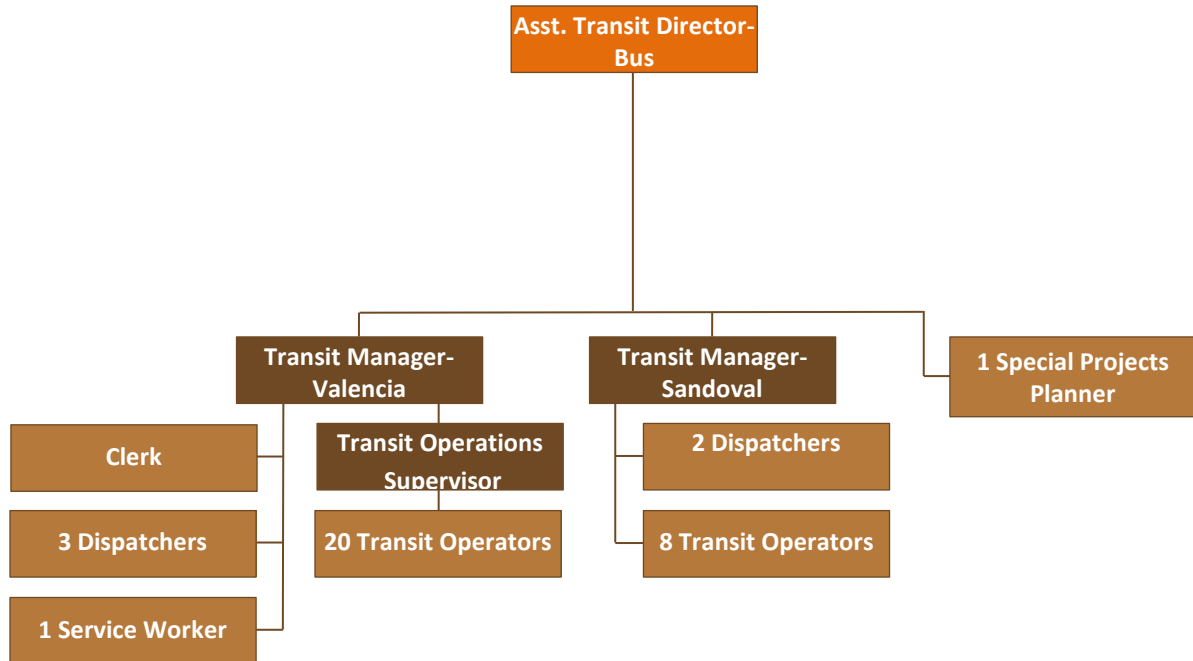 Asst. Transit Director-
Bus
Transit Manager-
Valencia
Transit Manager-
Sandoval
1 Special Projects
Planner
Clerk
Transit Operations
Supervisor
2 Dispatchers
3 Dispatchers
20 Transit Operators
8 Transit Operators
1 Service Worker